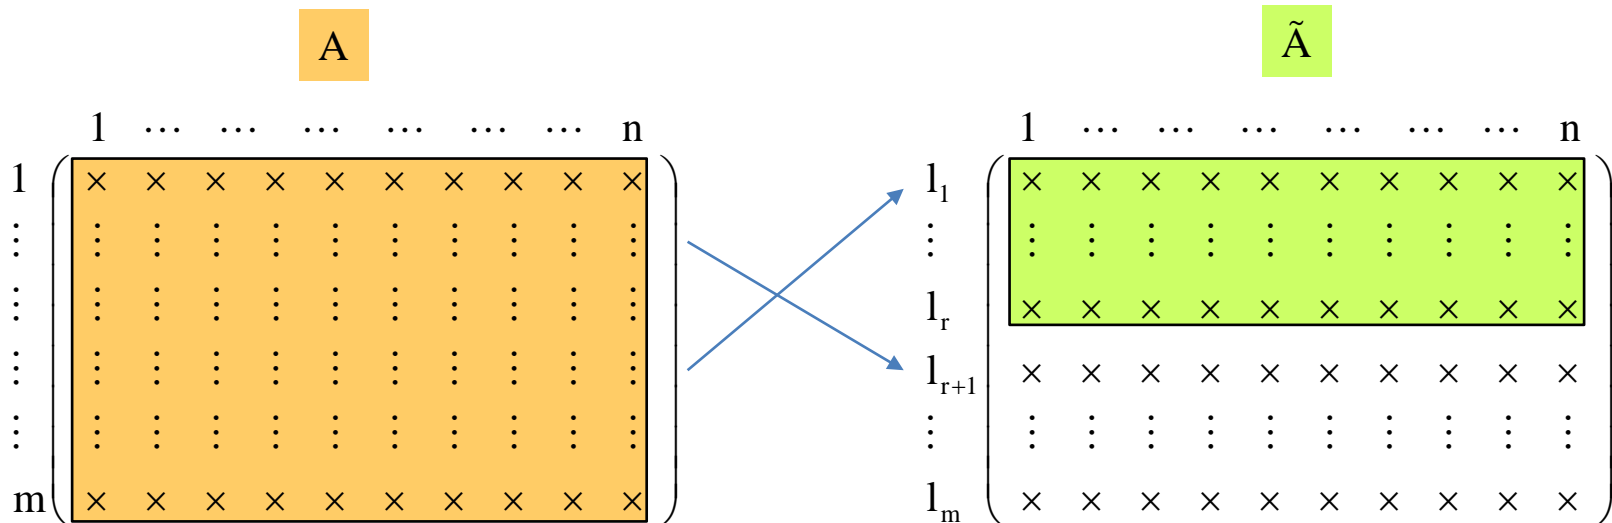 A Ã
1 ⋯ ⋯ ⋯ ⋯ ⋯ ⋯ n 1 ⋯ ⋯ ⋯ ⋯ ⋯ ⋯ n
1 ( × × × × × × × × × × ) l₁ ( × × × × × × × × × × )
⋮ ⋮ ⋮ ⋮ ⋮ ⋮ ⋮ ⋮ ⋮ ⋮ ⋮ ⋮ ⋮ ⋮ ⋮ ⋮ ⋮ ⋮ ⋮ ⋮ ⋮ ⋮
⋮ ⋮ ⋮ ⋮ ⋮ ⋮ ⋮ ⋮ ⋮ ⋮ ⋮ lᵣ × × × × × × × × × ×
⋮ ⋮ ⋮ ⋮ ⋮ ⋮ ⋮ ⋮ ⋮ ⋮ ⋮ lᵣ₊₁ × × × × × × × × × ×
⋮ ⋮ ⋮ ⋮ ⋮ ⋮ ⋮ ⋮ ⋮ ⋮ ⋮ ⋮ ⋮ ⋮ ⋮ ⋮ ⋮ ⋮ ⋮ ⋮ ⋮ ⋮
m × × × × × × × × × × lₘ × × × × × × × × × ×